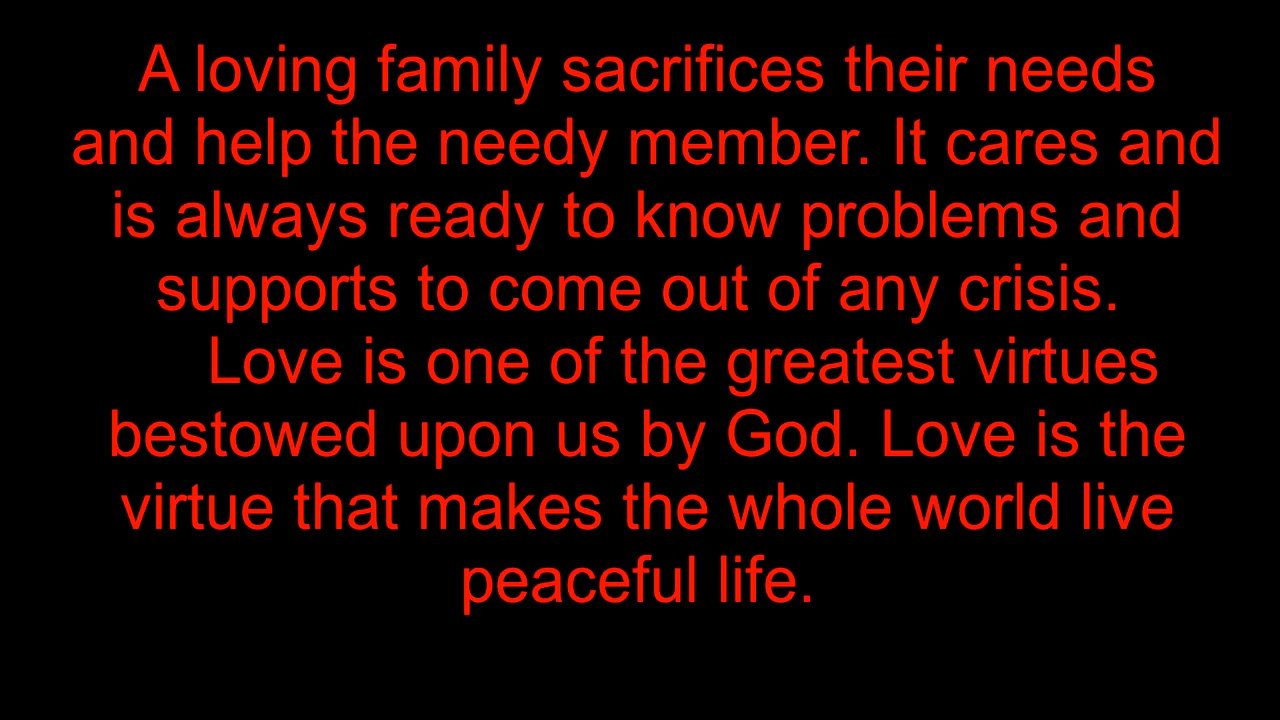 A loving family sacrifices their needs
and help the needy member. It cares and
is always ready to know problems and
supports to come out of any crisis.
Love is one of the greatest virtues
bestowed upon us by God. Love is the
virtue that makes the whole world live
peaceful life.